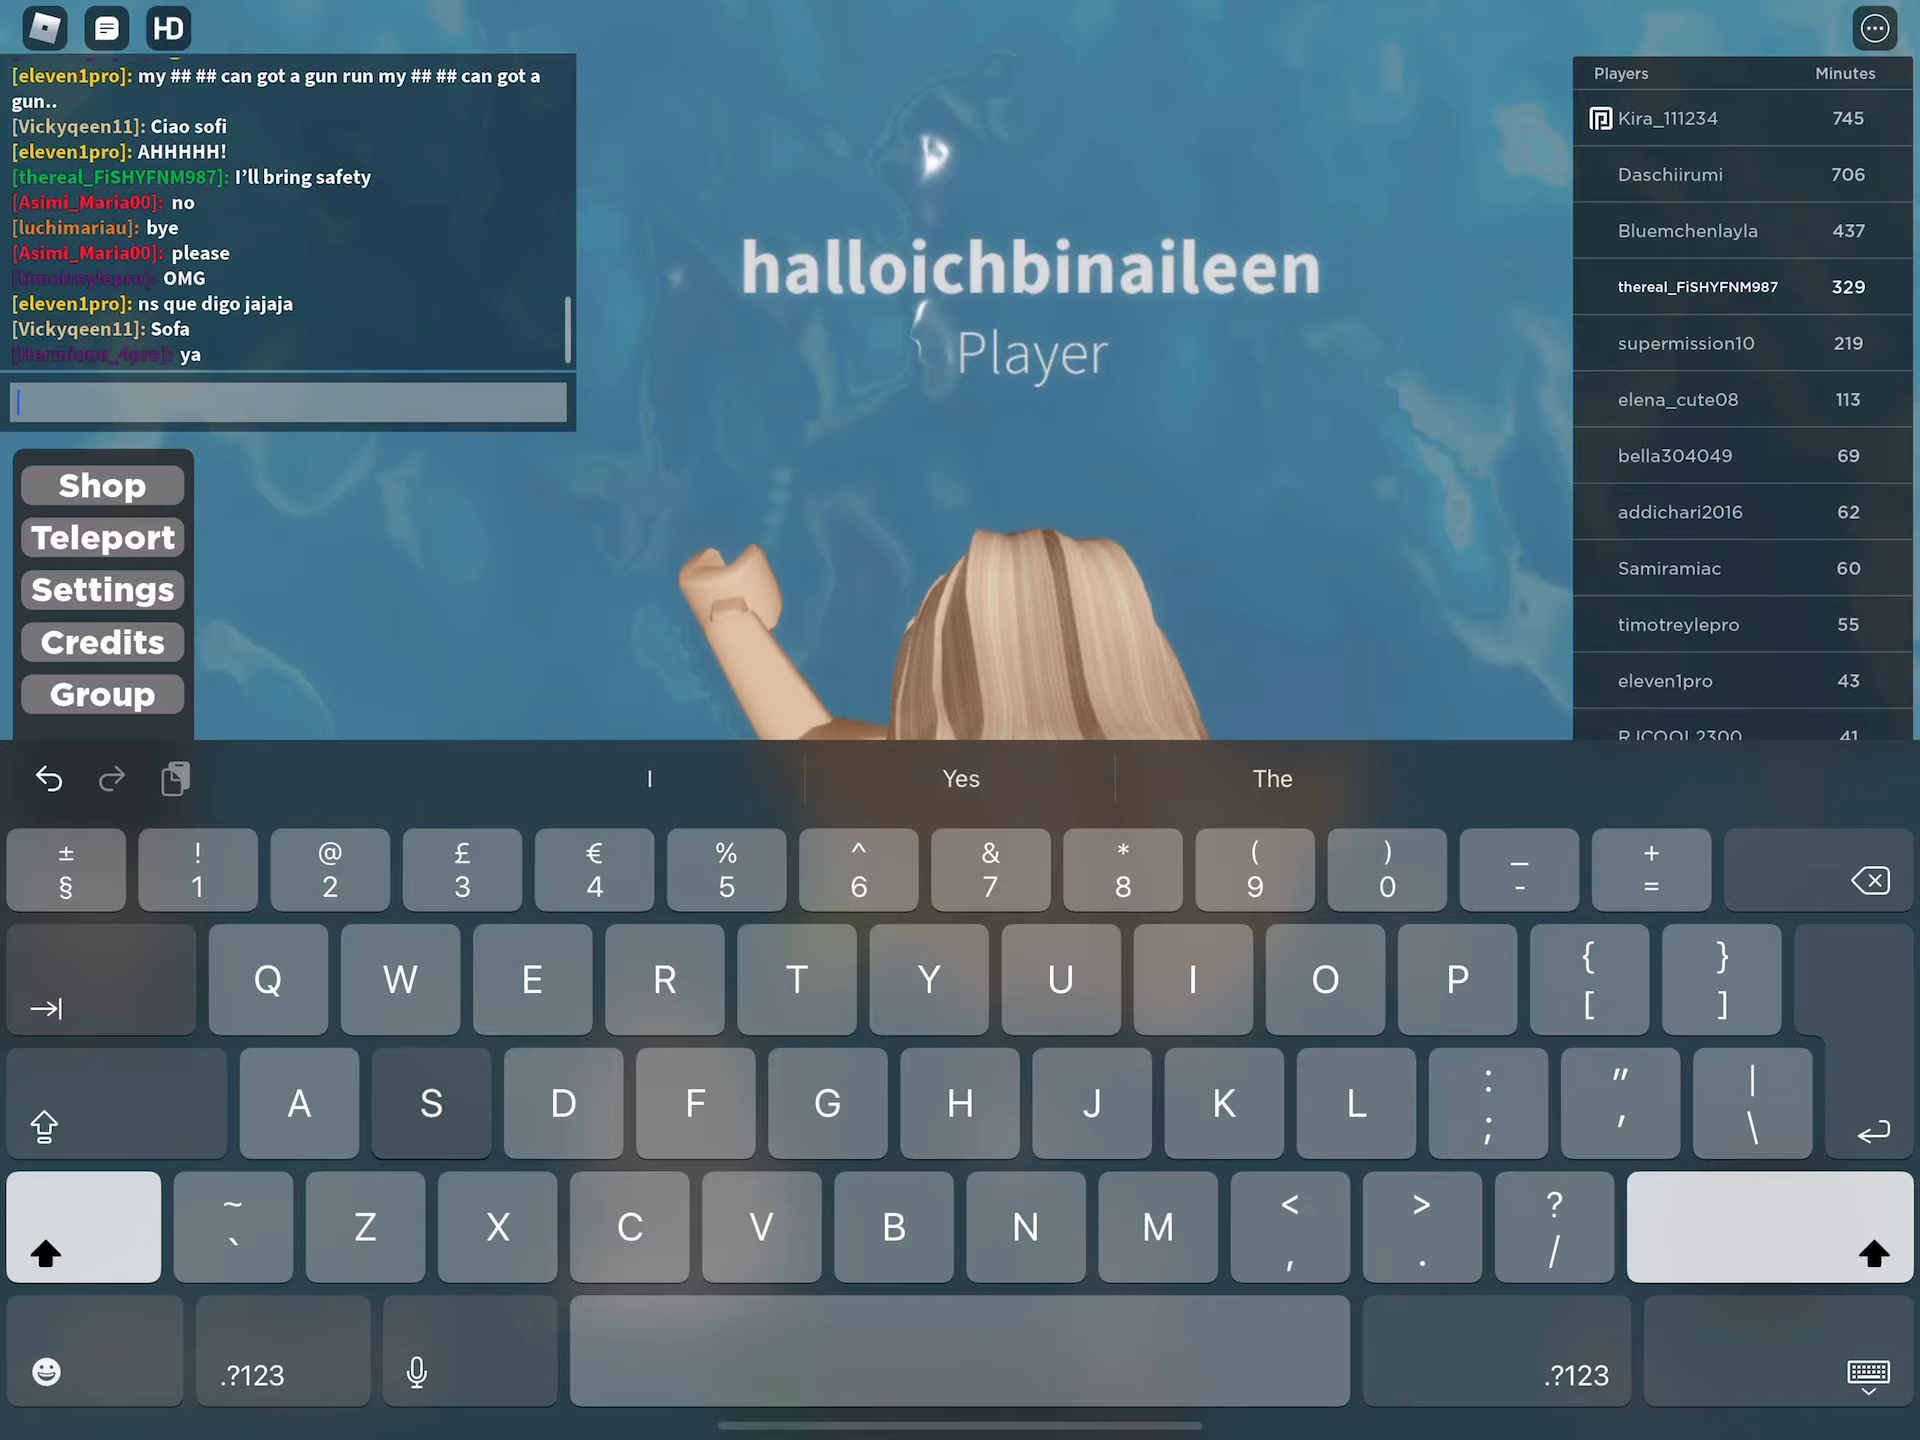 HD
[eleven1pro]: my ## ## can got a gun run my ## ## can got a
gun..
[Vickyqeen11]: Ciao sofi
[eleven1pro]: AHHHHH!
[thereal_FiSHYFNM987]: I'll bring safety
[Asimi_Maria00]: no
[luchimariau]: bye
[Asimi_Maria00]: please
[timotreylepro]: OMG
[eleven1pro]: ns que digo jajaja
[Vickyqeen11]: Sofa
[Hermione_4pro]: ya
Shop
Teleport
Settings
Credits
Group
halloichbinaileen
Player
Players Minutes
Kira_111234 745
Daschiirumi 706
Bluemchenlayla 437
thereal_FiSHYFNM987 329
supermission10 219
elena_cute08 113
bella304049 69
addichari2016 62
Samiramiac 60
timotreylepro 55
eleven1pro 43
RJCOOL2300 41
I Yes The
± ! @ £ € % ^ & * ( ) _ +
§ 1 2 3 4 5 6 7 8 9 0 - =
Q W E R T Y U I O P { }
[ ]
A S D F G H J K L : " |
; ' \
~ Z X C V B N M < > ?
` , . /
.?123 .?123